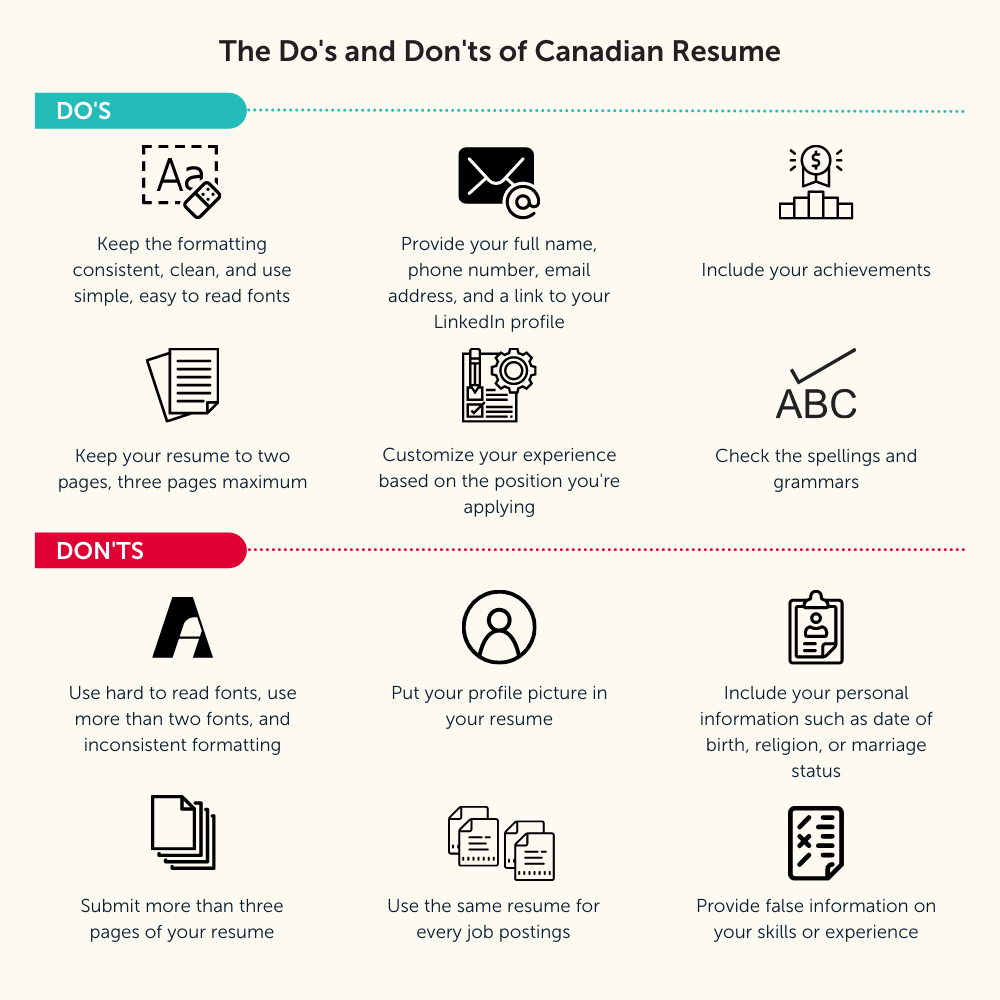 The Do's and Don'ts of Canadian Resume
DO'S
Aa
@
$
Keep the formatting
consistent, clean, and use
simple, easy to read fonts
Provide your full name,
phone number, email
address, and a link to your
LinkedIn profile
Include your achievements
ABC
Keep your resume to two
pages, three pages maximum
Customize your experience
based on the position you're
applying
Check the spellings and
grammars
DON'TS
A
Use hard to read fonts, use
more than two fonts, and
inconsistent formatting
Put your profile picture in
your resume
Include your personal
information such as date of
birth, religion, or marriage
status
Submit more than three
pages of your resume
Use the same resume for
every job postings
Provide false information on
your skills or experience